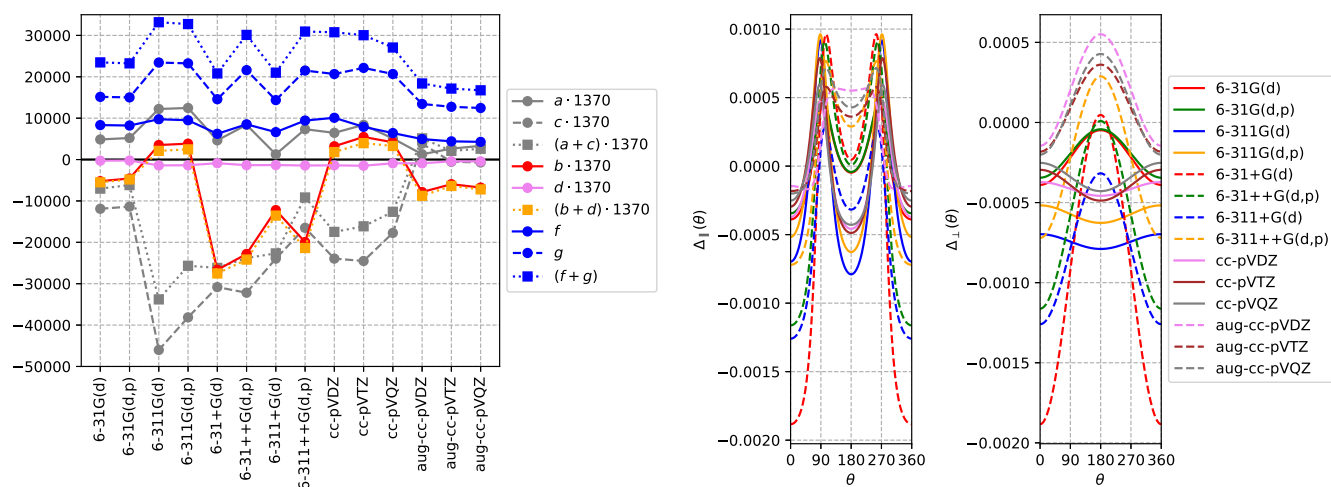 30000
20000
10000
0
−10000
−20000
−30000
−40000
−50000
6-31G(d)
6-31G(d,p)
6-311G(d)
6-311G(d,p)
6-31+G(d)
6-31++G(d,p)
6-311+G(d)
6-311++G(d,p)
cc-pVDZ
cc-pVTZ
cc-pVQZ
aug-cc-pVDZ
aug-cc-pVTZ
aug-cc-pVQZ
a · 1370
c · 1370
(a + c) · 1370
b · 1370
d · 1370
(b + d) · 1370
f
g
(f + g)
0.0010
0.0005
0.0000
−0.0005
−0.0010
−0.0015
−0.0020
Δ∥(θ)
0 90 180 270 360
θ
0.0005
0.0000
−0.0005
−0.0010
−0.0015
−0.0020
Δ⊥(θ)
0 90 180 270 360
θ
6-31G(d)
6-31G(d,p)
6-311G(d)
6-311G(d,p)
6-31+G(d)
6-31++G(d,p)
6-311+G(d)
6-311++G(d,p)
cc-pVDZ
cc-pVTZ
cc-pVQZ
aug-cc-pVDZ
aug-cc-pVTZ
aug-cc-pVQZ